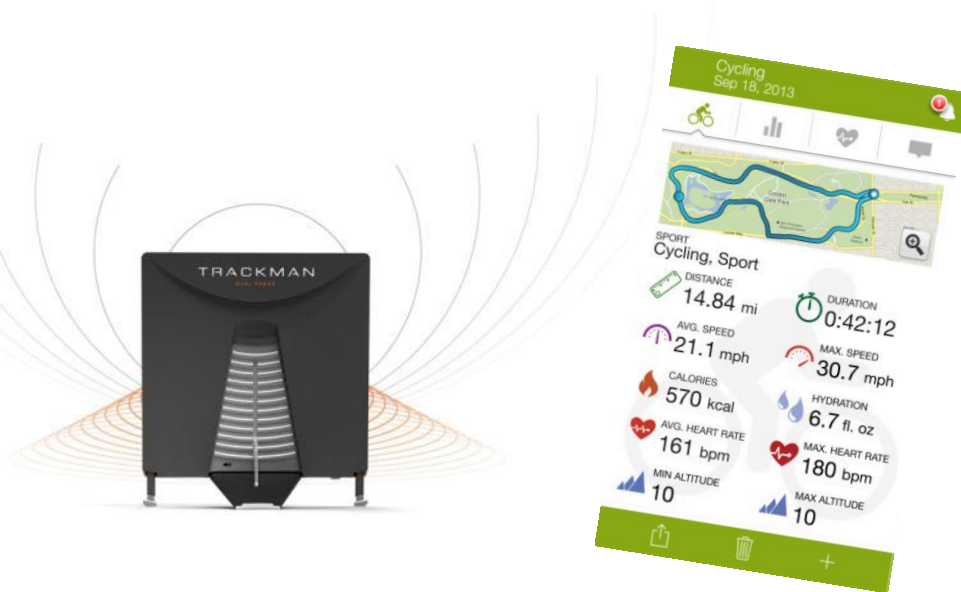 TRACKMAN
DUAL RADAR
Cycling
Sep 18, 2013
Golden
Gate Park
SPORT
Cycling, Sport
DISTANCE
14.84 mi
DURATION
0:42:12
AVG. SPEED
21.1 mph
MAX. SPEED
30.7 mph
CALORIES
570 kcal
HYDRATION
6.7 fl. oz
AVG. HEART RATE
161 bpm
MAX. HEART RATE
180 bpm
MIN ALTITUDE
10
MAX ALTITUDE
10